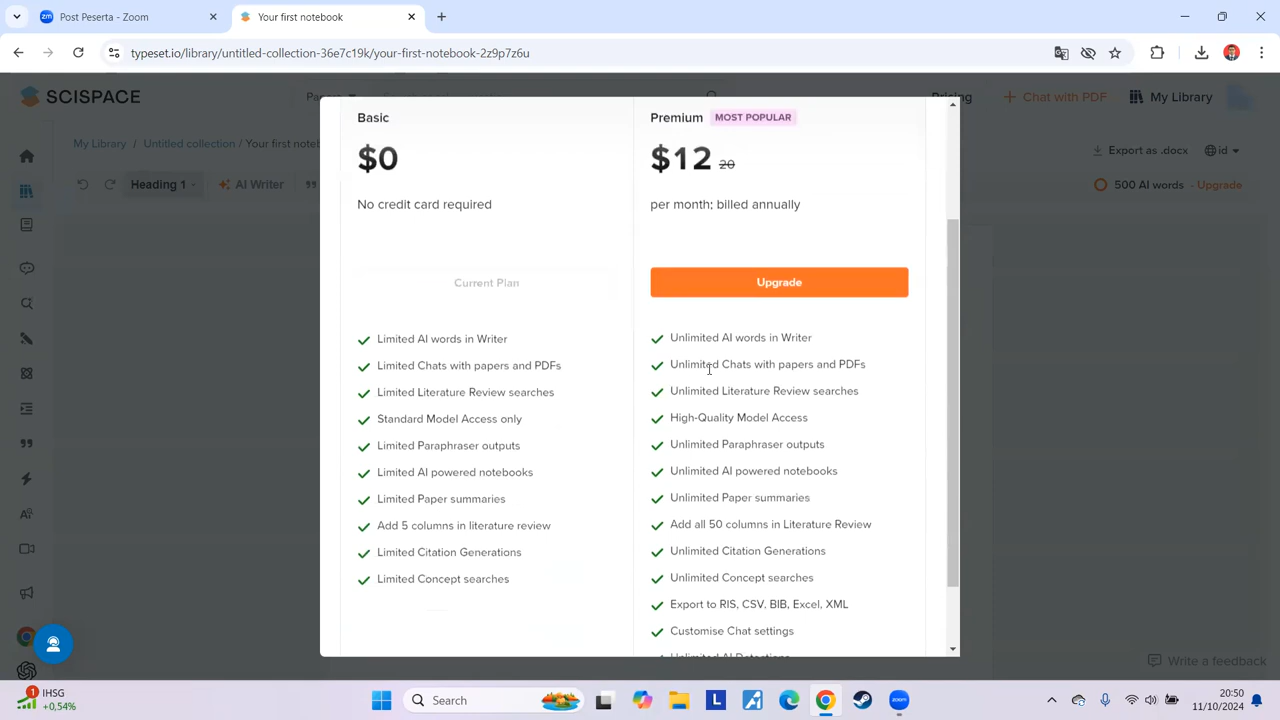 Post Peserta - Zoom
Your first notebook
typeset.io/library/untitled-collection-36e7c19k/your-first-notebook-2z9p7z6u
SCISPACE
Pricing
Chat with PDF
My Library
My Library
Untitled collection / Your first noteb
Export as .docx
id
Heading 1
AI Writer
500 AI words - Upgrade
Basic
$0
No credit card required
Current Plan
Limited AI words in Writer
Limited Chats with papers and PDFs
Limited Literature Review searches
Standard Model Access only
Limited Paraphraser outputs
Limited AI powered notebooks
Limited Paper summaries
Add 5 columns in literature review
Limited Citation Generations
Limited Concept searches
Premium MOST POPULAR
$12 20
per month; billed annually
Upgrade
Unlimited AI words in Writer
Unlimited Chats with papers and PDFs
Unlimited Literature Review searches
High-Quality Model Access
Unlimited Paraphraser outputs
Unlimited AI powered notebooks
Unlimited Paper summaries
Add all 50 columns in Literature Review
Unlimited Citation Generations
Unlimited Concept searches
Export to RIS, CSV, BIB, Excel, XML
Customise Chat settings
Unlimited AI Detections
Write a feedback
1
IHSG
+0,54%
Search
20:50
11/10/2024